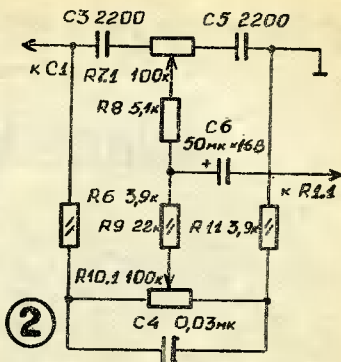 C3 2200
C5 2200
к C1
R7.1 100к
R8 5,1к
C6
50мк×16В
+
к R1.1
R6 3,9к
R9 22к
R11 3,9к
R10.1 100к
C4 0,03мк
2